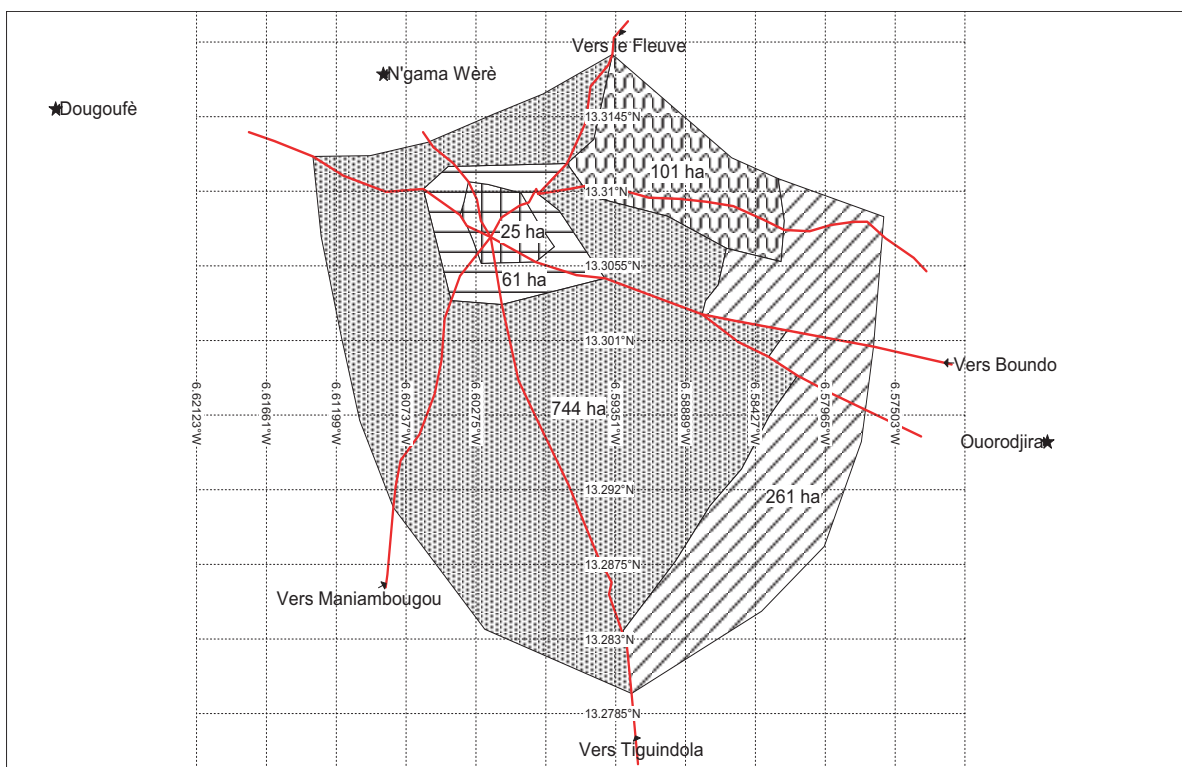 Vers le Fleuve
N'gama Wèrè
Dougoufè
13.3145°N
101 ha
13.31°N
25 ha
13.3055°N
61 ha
13.301°N
Vers Boundo
6.62123°W
6.61661°W
6.61199°W
6.60737°W
6.60275°W
6.59351°W
6.58889°W
6.58427°W
6.57965°W
6.57503°W
744 ha
Ouorodjira
13.292°N
261 ha
13.2875°N
Vers Maniambougou
13.283°N
13.2785°N
Vers Tiguindola